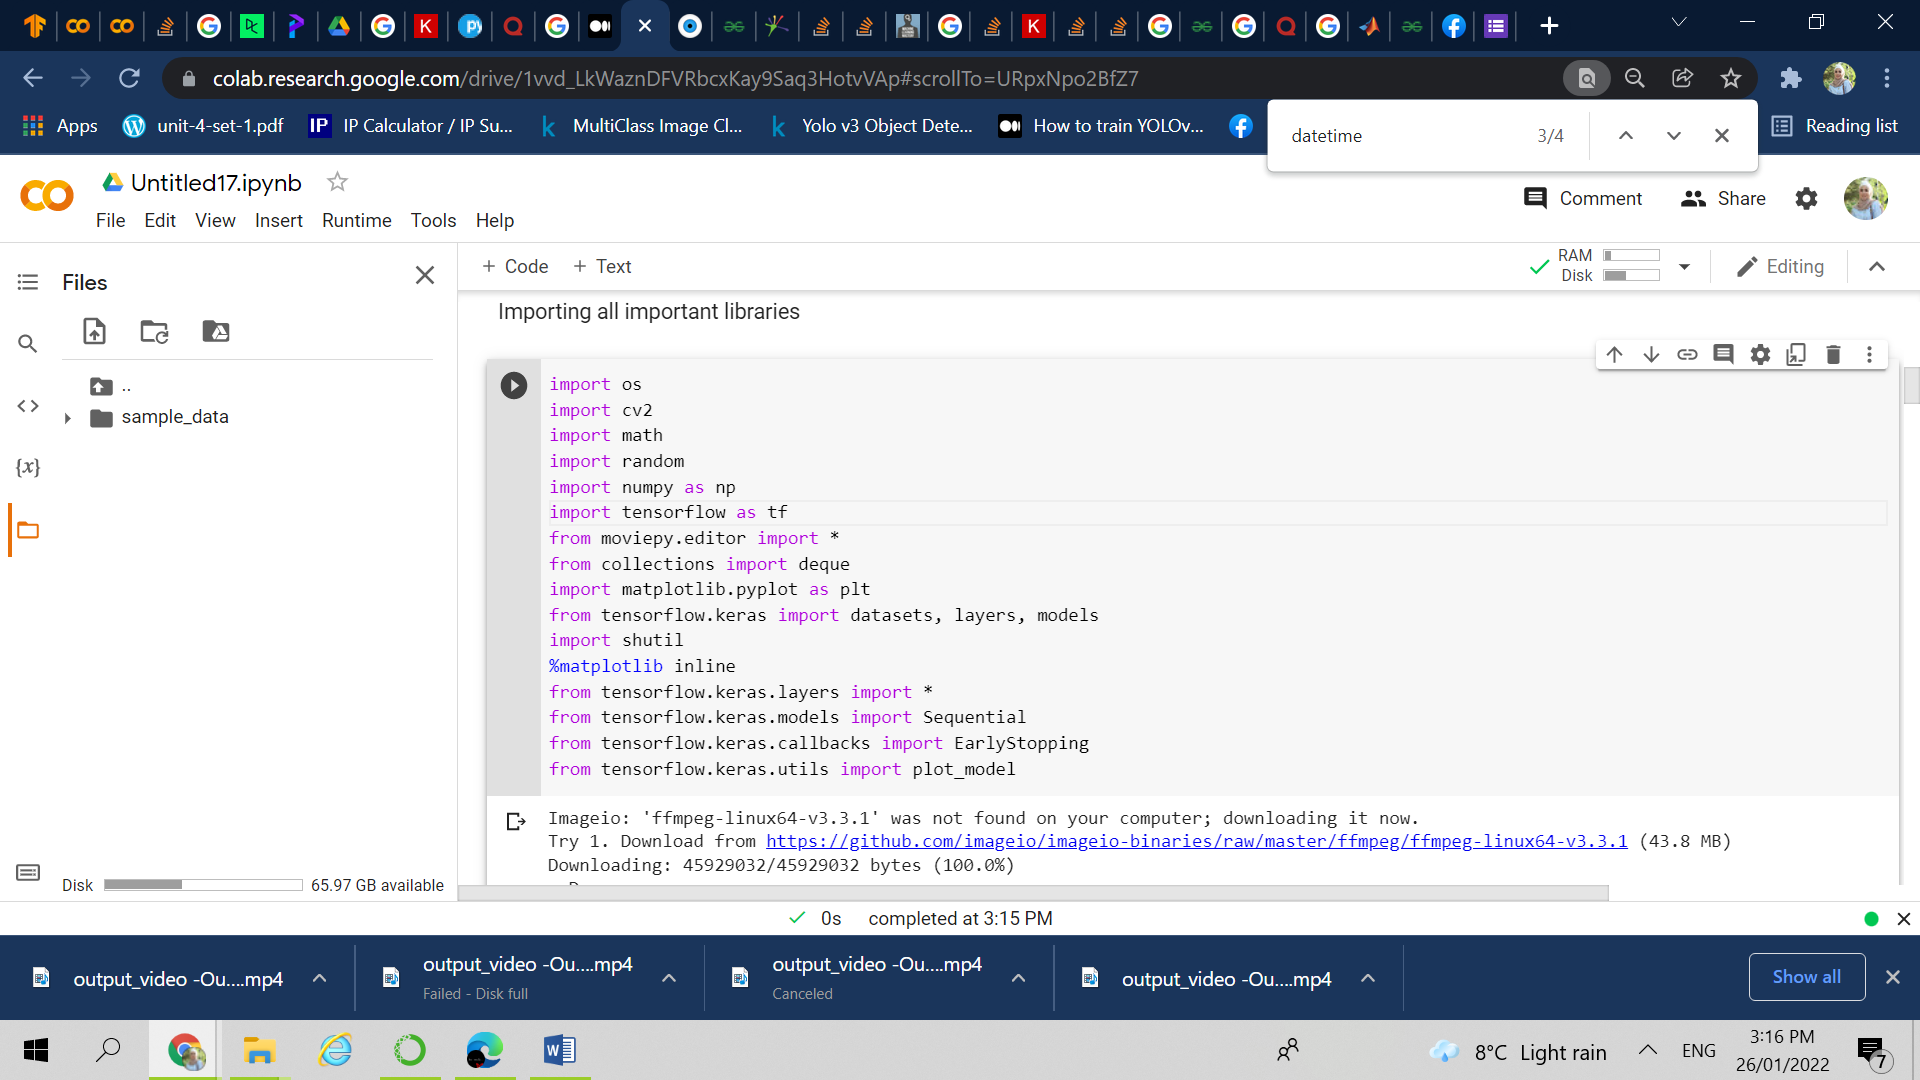 colab.research.google.com/drive/1vvd_LkWaznDFVRbcxKay9Saq3HotvVAp#scrollTo=URpxNpo2BfZ7
Apps
unit-4-set-1.pdf
IP Calculator / IP Su...
MultiClass Image Cl...
Yolo v3 Object Dete...
How to train YOLOv...
datetime
3/4
Reading list
Untitled17.ipynb
Comment
Share
File Edit View Insert Runtime Tools Help
Files
+ Code + Text
RAM
Disk
Editing
Importing all important libraries
..
sample_data
import os
import cv2
import math
import random
import numpy as np
import tensorflow as tf
from moviepy.editor import *
from collections import deque
import matplotlib.pyplot as plt
from tensorflow.keras import datasets, layers, models
import shutil
%matplotlib inline
from tensorflow.keras.layers import *
from tensorflow.keras.models import Sequential
from tensorflow.keras.callbacks import EarlyStopping
from tensorflow.keras.utils import plot_model
Imageio: 'ffmpeg-linux64-v3.3.1' was not found on your computer; downloading it now.
Try 1. Download from https://github.com/imageio/imageio-binaries/raw/master/ffmpeg/ffmpeg-linux64-v3.3.1 (43.8 MB)
Downloading: 45929032/45929032 bytes (100.0%)
Disk
65.97 GB available
0s completed at 3:15 PM
output_video -Ou....mp4
output_video -Ou....mp4
Failed - Disk full
output_video -Ou....mp4
Canceled
output_video -Ou....mp4
Show all
8°C Light rain
ENG
3:16 PM
26/01/2022
7